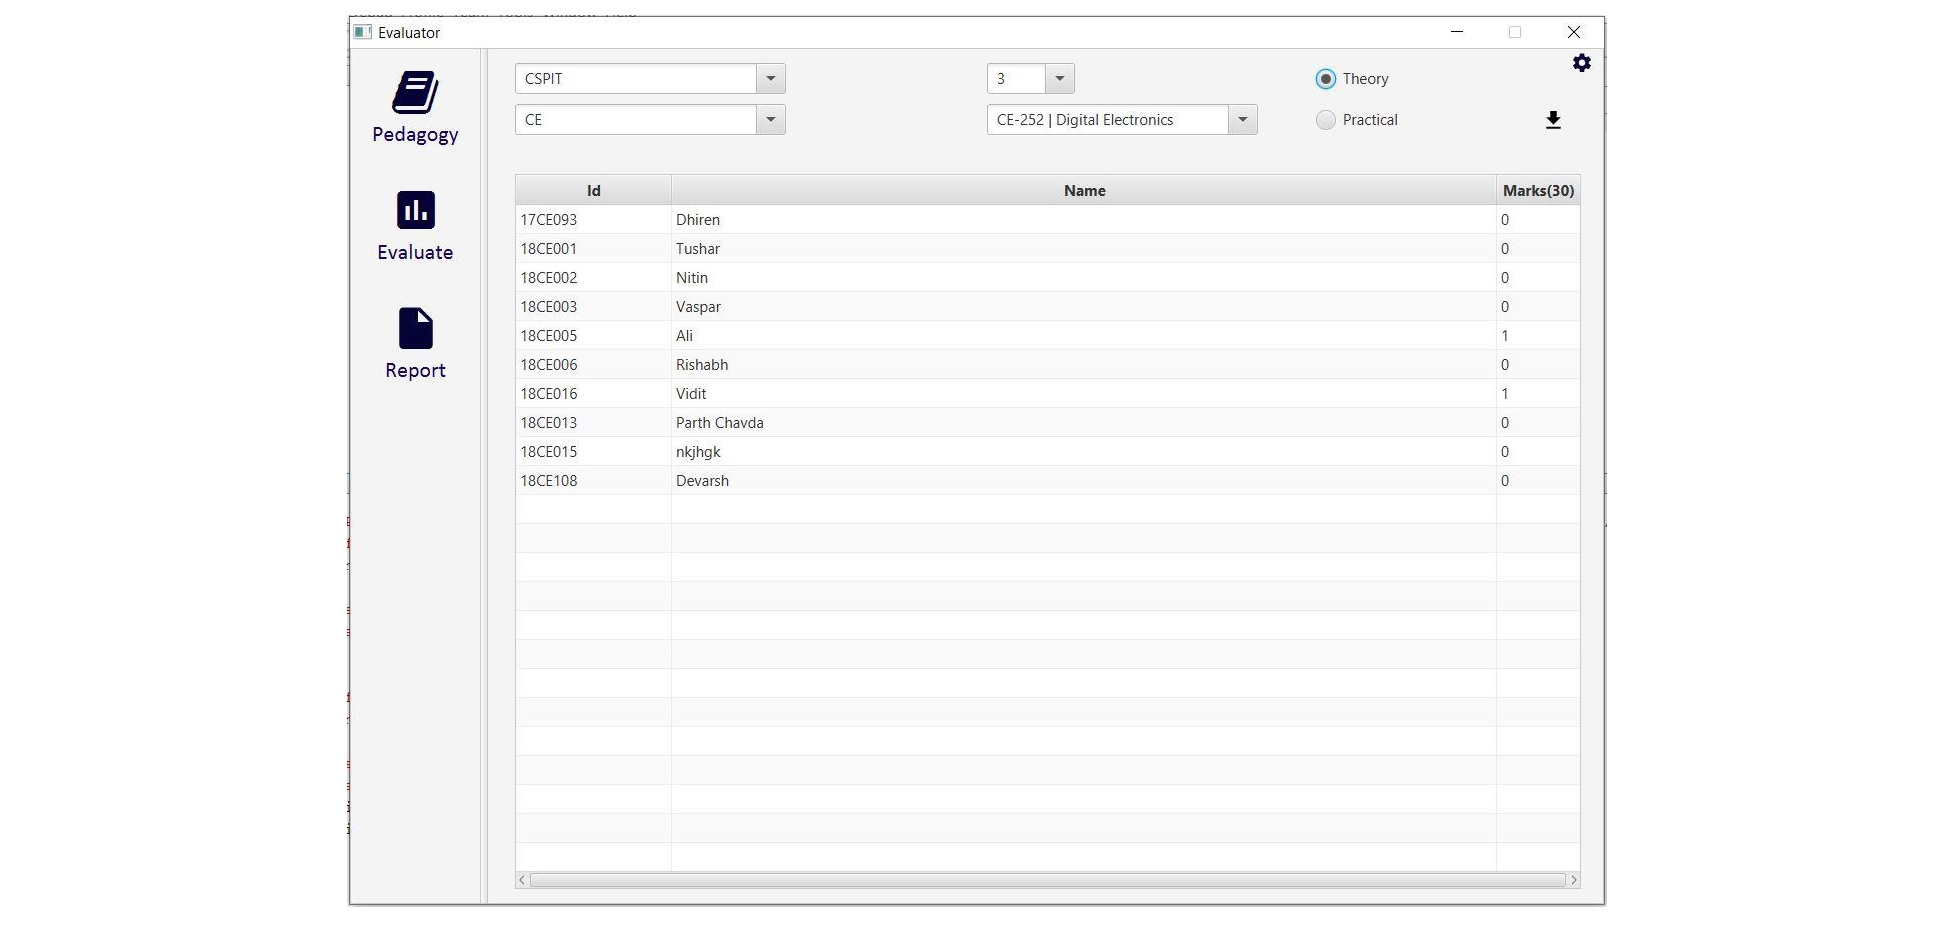 Evaluator
Pedagogy
Evaluate
Report
CSPIT
3
Theory
CE
CE-252 | Digital Electronics
Practical
Id Name Marks(30)
17CE093 Dhiren 0
18CE001 Tushar 0
18CE002 Nitin 0
18CE003 Vaspar 0
18CE005 Ali 1
18CE006 Rishabh 0
18CE016 Vidit 1
18CE013 Parth Chavda 0
18CE015 nkjhgk 0
18CE108 Devarsh 0